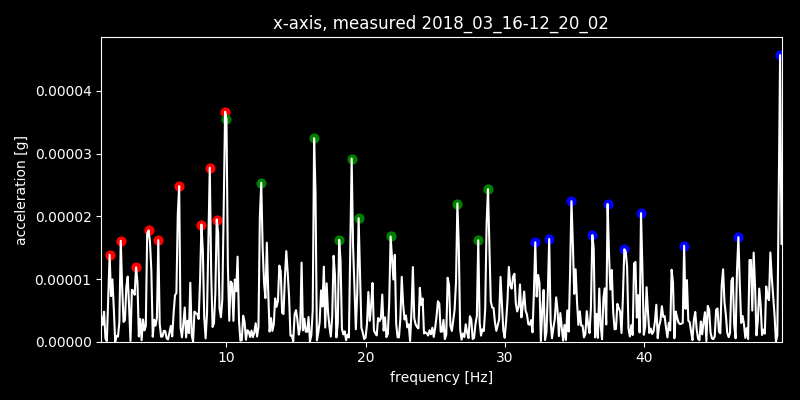 x-axis, measured 2018_03_16-12_20_02
acceleration [g]
0.00004
0.00003
0.00002
0.00001
0.00000
10 20 30 40
frequency [Hz]